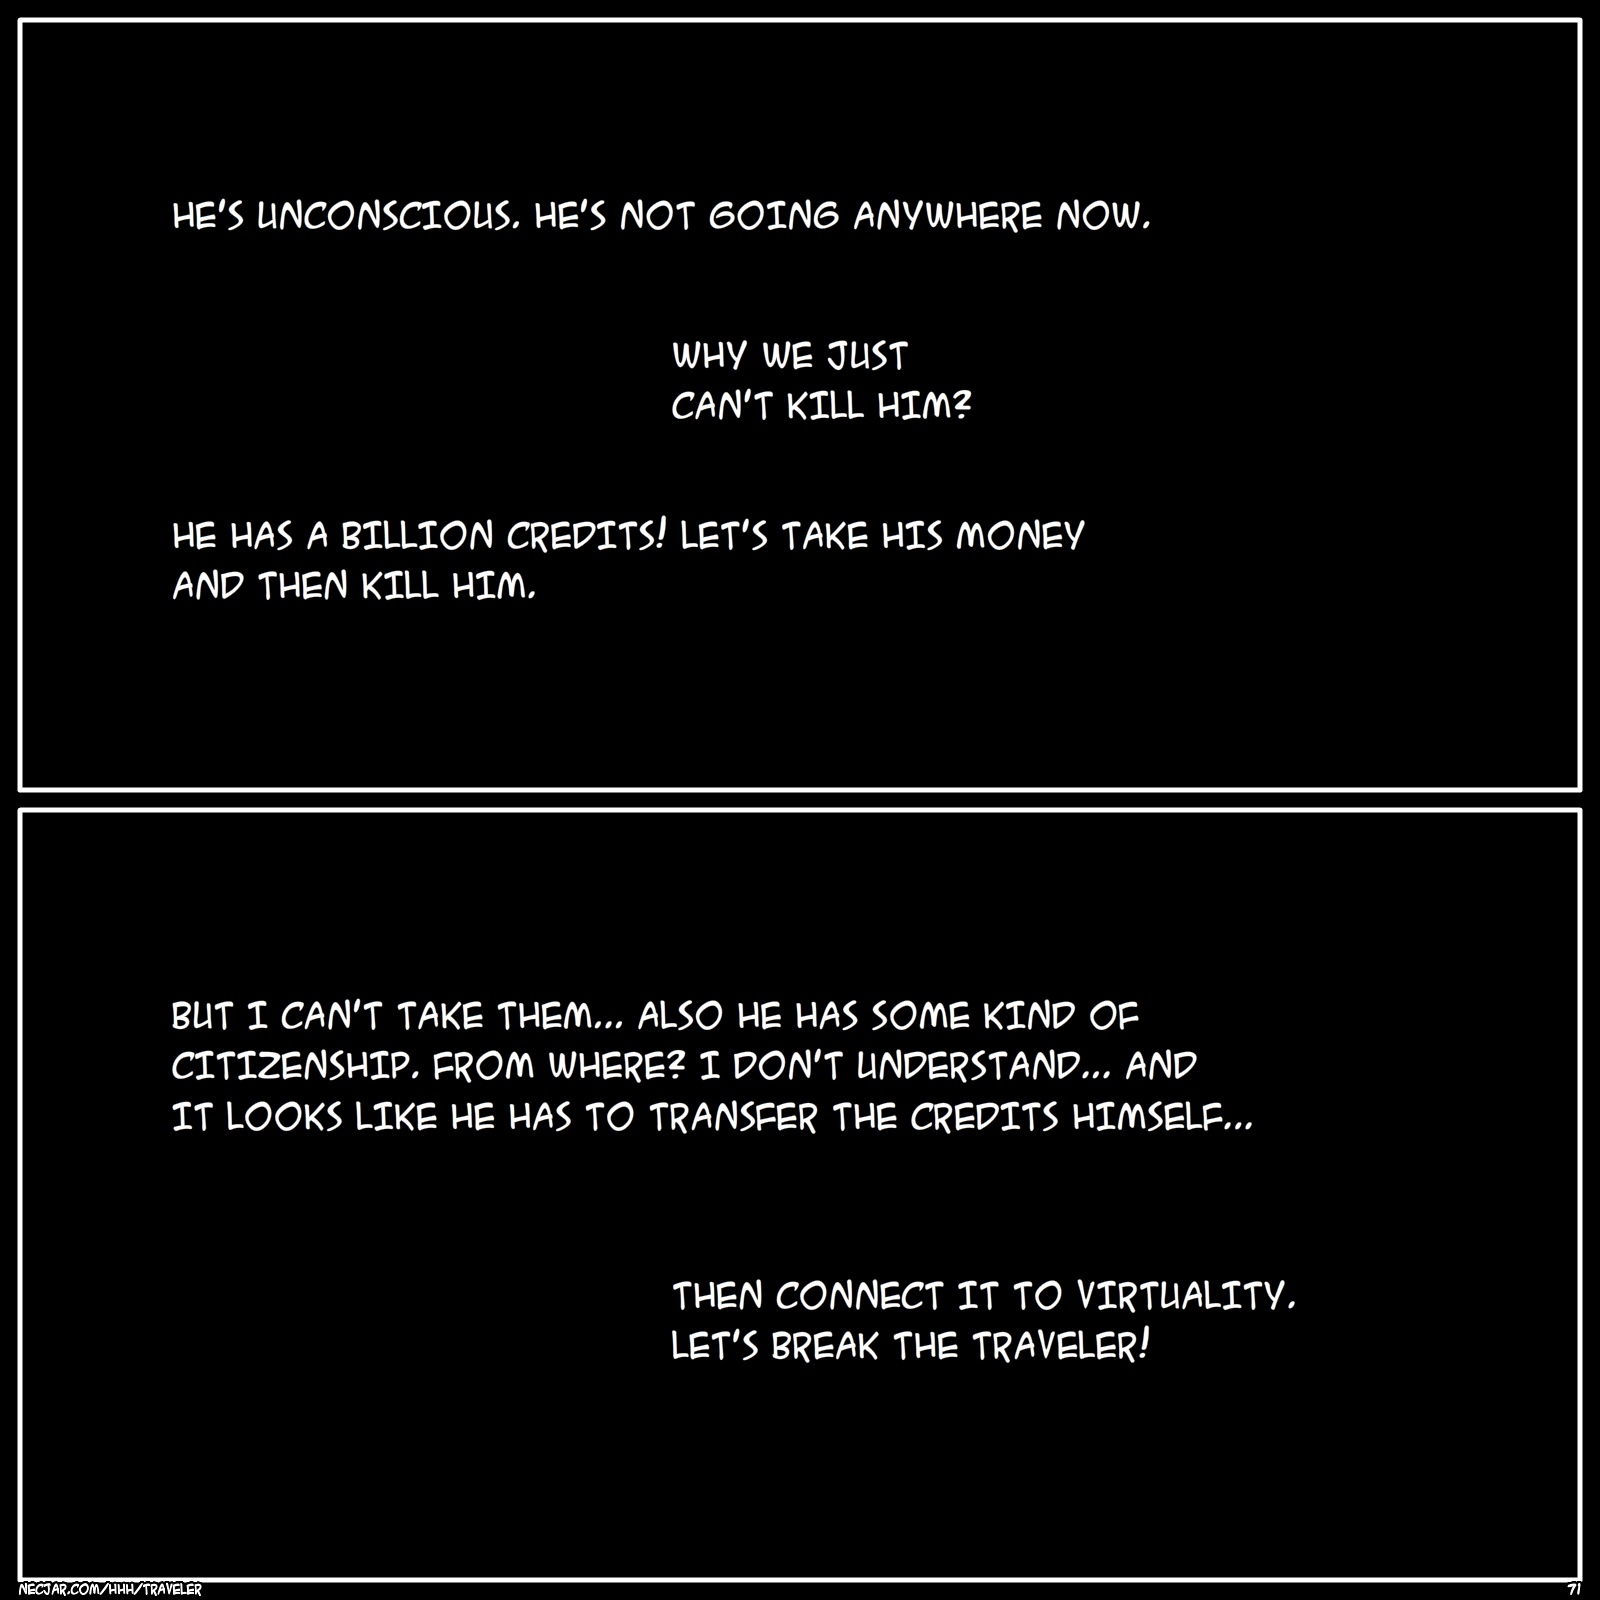 HE'S UNCONSCIOUS. HE'S NOT GOING ANYWHERE NOW.
WHY WE JUST
CAN'T KILL HIM?
HE HAS A BILLION CREDITS! LET'S TAKE HIS MONEY
AND THEN KILL HIM.
BUT I CAN'T TAKE THEM... ALSO HE HAS SOME KIND OF
CITIZENSHIP. FROM WHERE? I DON'T UNDERSTAND... AND
IT LOOKS LIKE HE HAS TO TRANSFER THE CREDITS HIMSELF...
THEN CONNECT IT TO VIRTUALITY.
LET'S BREAK THE TRAVELER!
NECJAR.COM/HHH/TRAVELER
71